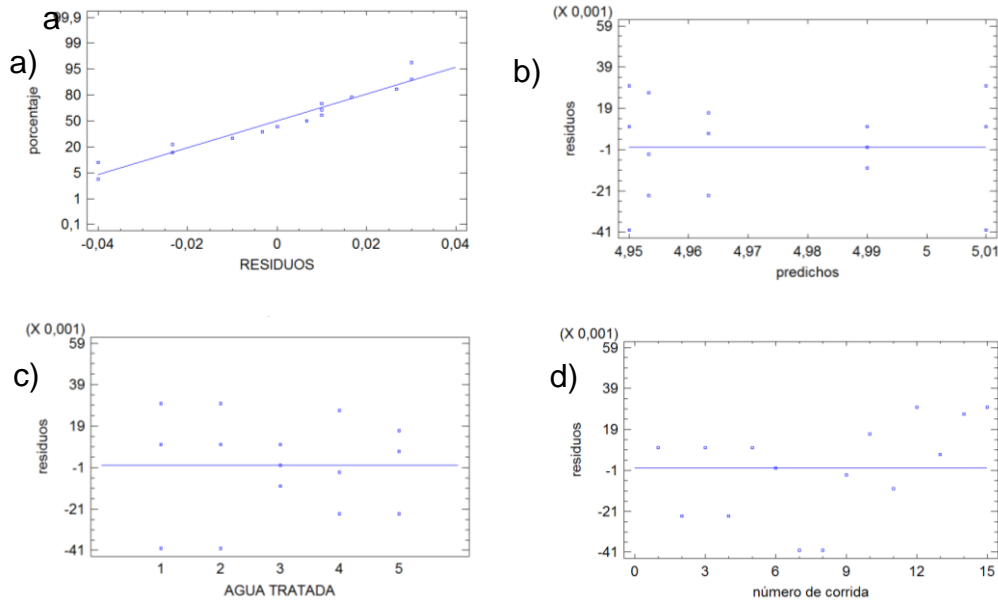 a
99,9
99
95
80
50
20
5
1
0,1
porcentaje
-0,04 -0,02 0 0,02 0,04
RESIDUOS
a)
b)
(X 0,001)
59
39
19
-1
-21
-41
residuos
4,95 4,96 4,97 4,98 4,99 5 5,01
predichos
c)
(X 0,001)
59
39
19
-1
-21
-41
residuos
1 2 3 4 5
AGUA TRATADA
d)
(X 0,001)
59
39
19
-1
-21
-41
residuos
0 3 6 9 12 15
número de corrida